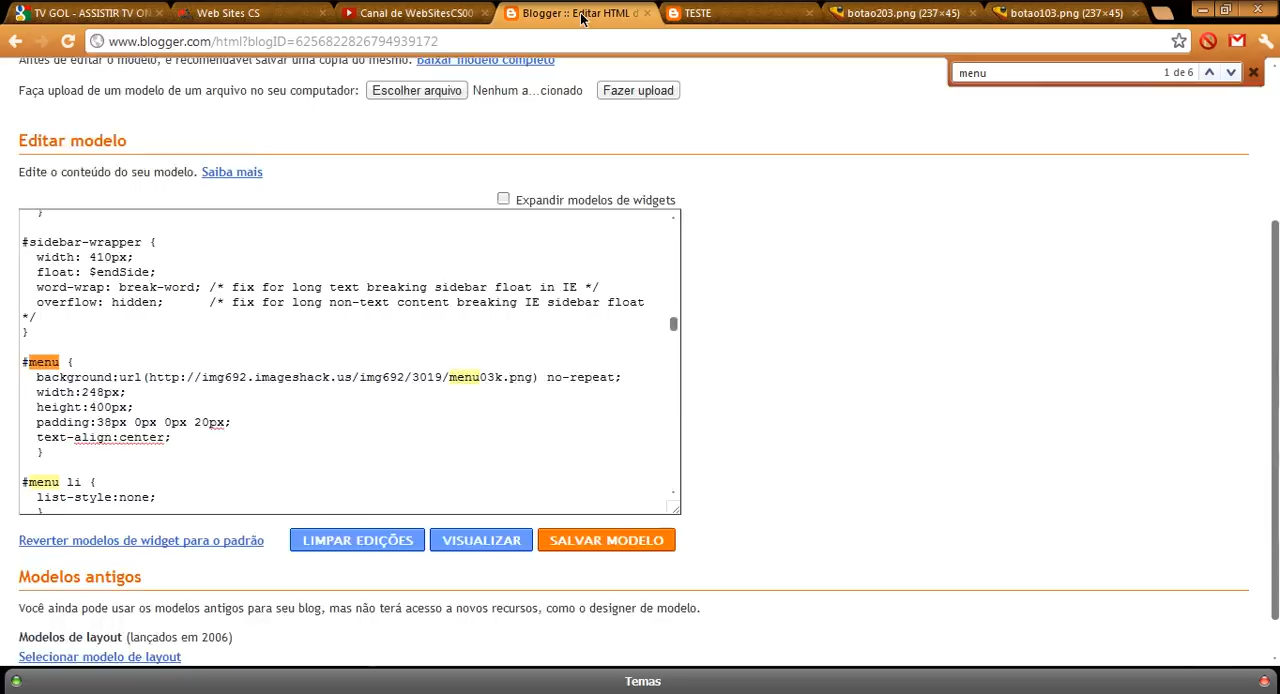 TV GOL - ASSISTIR TV ON
Web Sites CS
Canal de WebSitesCS00
Blogger :: Editar HTML d
TESTE
botao203.png (237×45)
botao103.png (237×45)
www.blogger.com/html?blogID=6256822826794939172
menu
1 de 6
Antes de editar o modelo, é recomendável salvar uma cópia do mesmo. Baixar modelo completo
Faça upload de um modelo de um arquivo no seu computador: Escolher arquivo Nenhum a...cionado Fazer upload
Editar modelo
Edite o conteúdo do seu modelo. Saiba mais
Expandir modelos de widgets
}
#sidebar-wrapper {
width: 410px;
float: $endSide;
word-wrap: break-word; /* fix for long text breaking sidebar float in IE */
overflow: hidden; /* fix for long non-text content breaking IE sidebar float
*/
}
#menu {
background:url(http://img692.imageshack.us/img692/3019/menu03k.png) no-repeat;
width:248px;
height:400px;
padding:38px 0px 0px 20px;
text-align:center;
}
#menu li {
list-style:none;
}
Reverter modelos de widget para o padrão
LIMPAR EDIÇÕES
VISUALIZAR
SALVAR MODELO
Modelos antigos
Você ainda pode usar os modelos antigos para seu blog, mas não terá acesso a novos recursos, como o designer de modelo.
Modelos de layout (lançados em 2006)
Selecionar modelo de layout
Temas